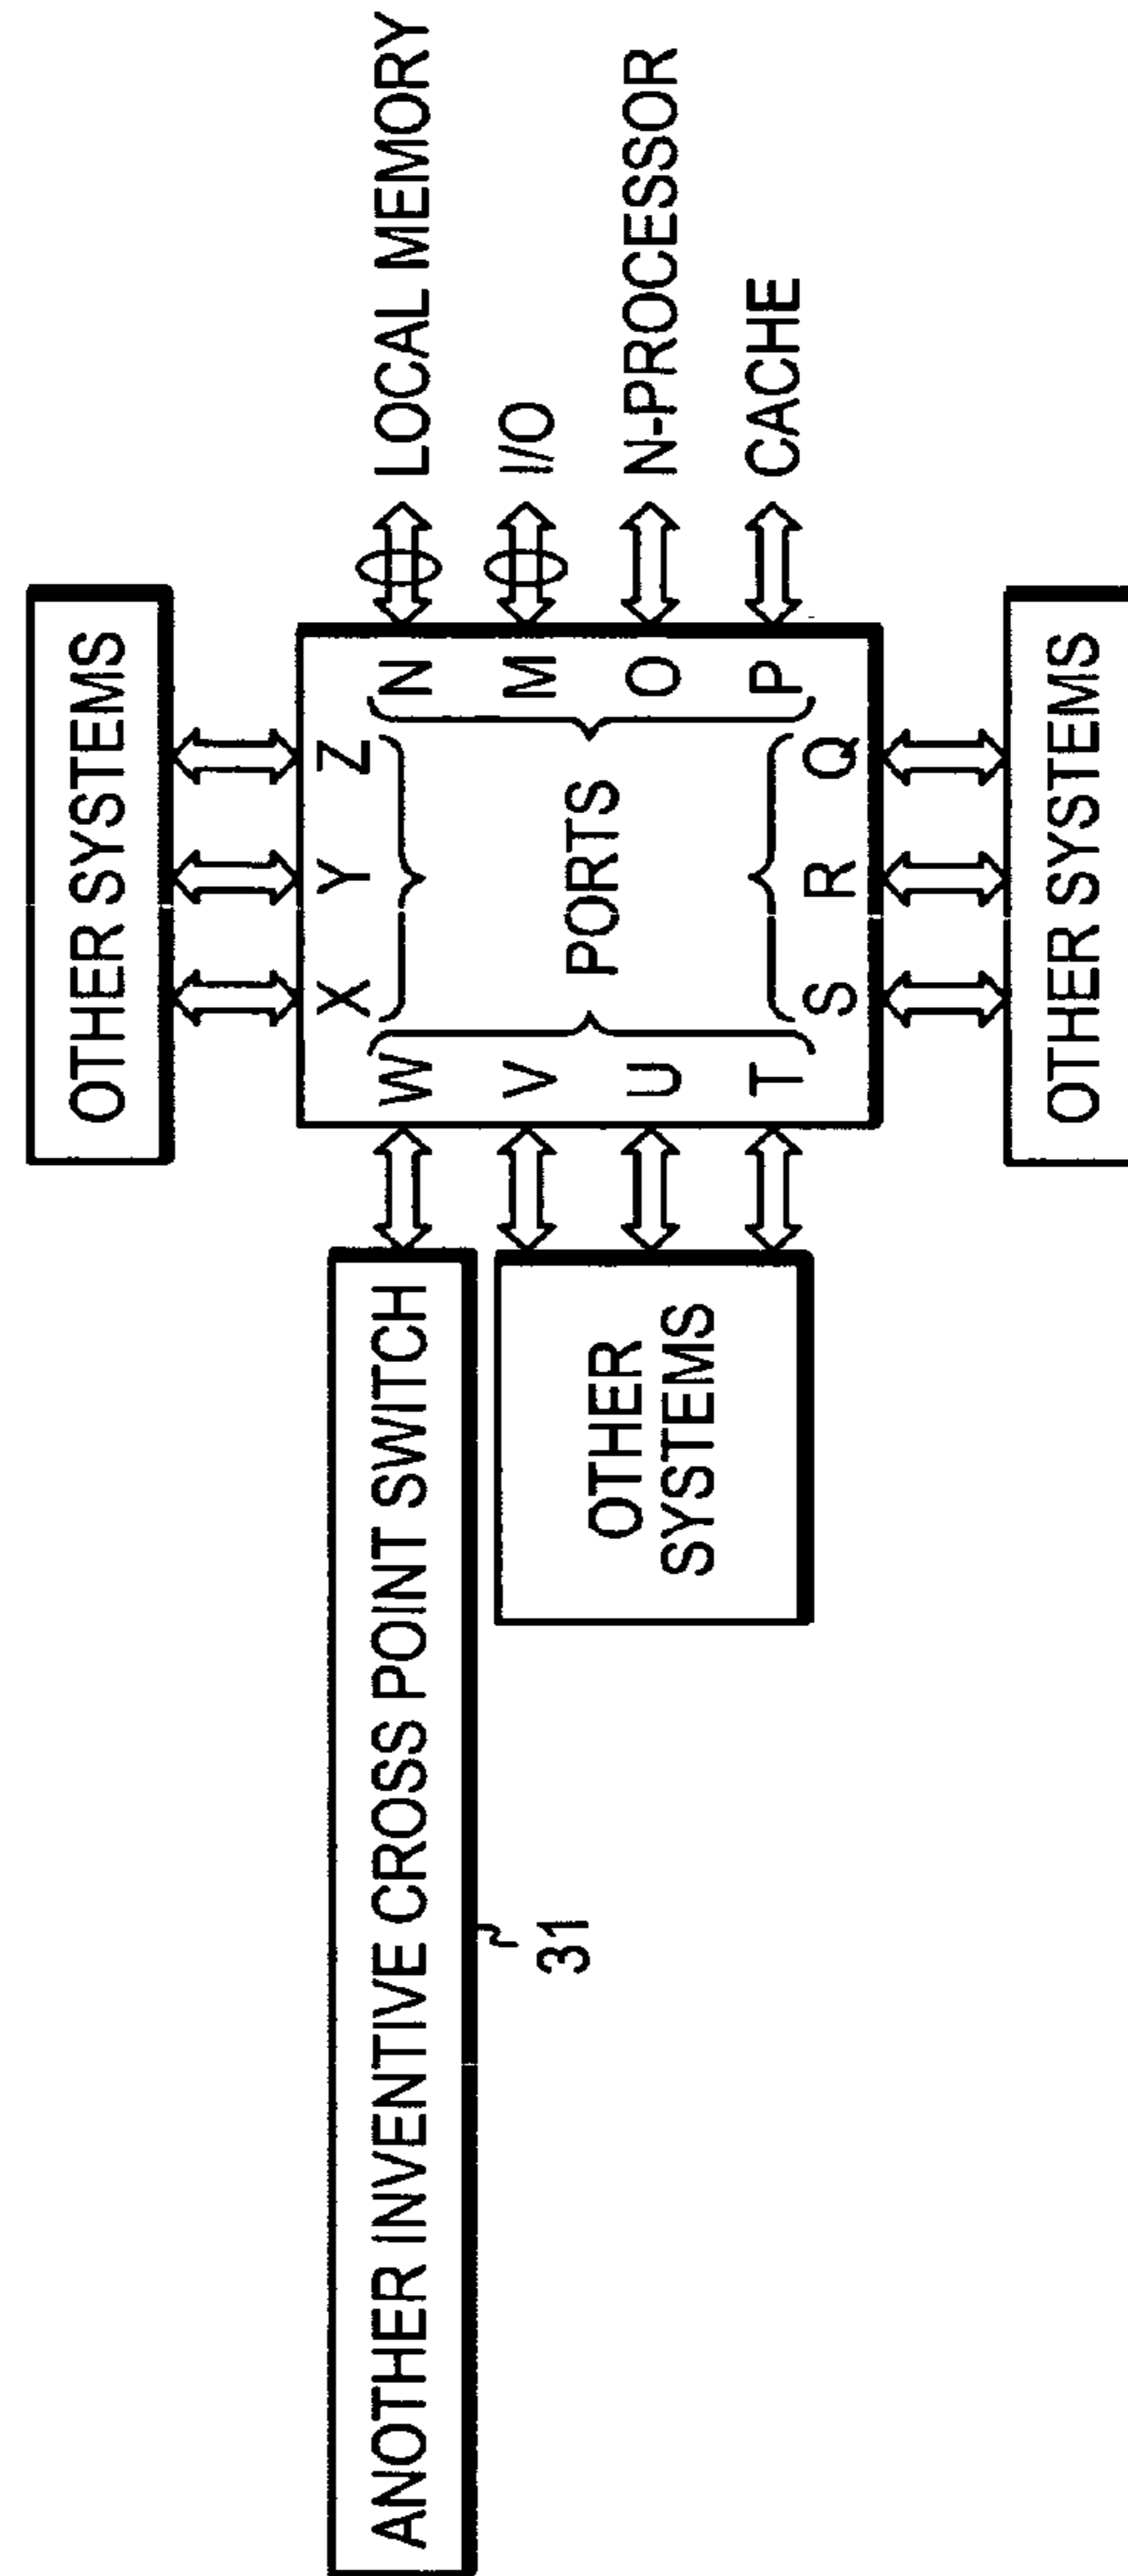 OTHER SYSTEMS
X Y Z
ANOTHER INVENTIVE CROSS POINT SWITCH
31
W
V
U
T
PORTS
N
M
O
P
LOCAL MEMORY
I/O
N-PROCESSOR
CACHE
OTHER
SYSTEMS
S R Q
OTHER SYSTEMS